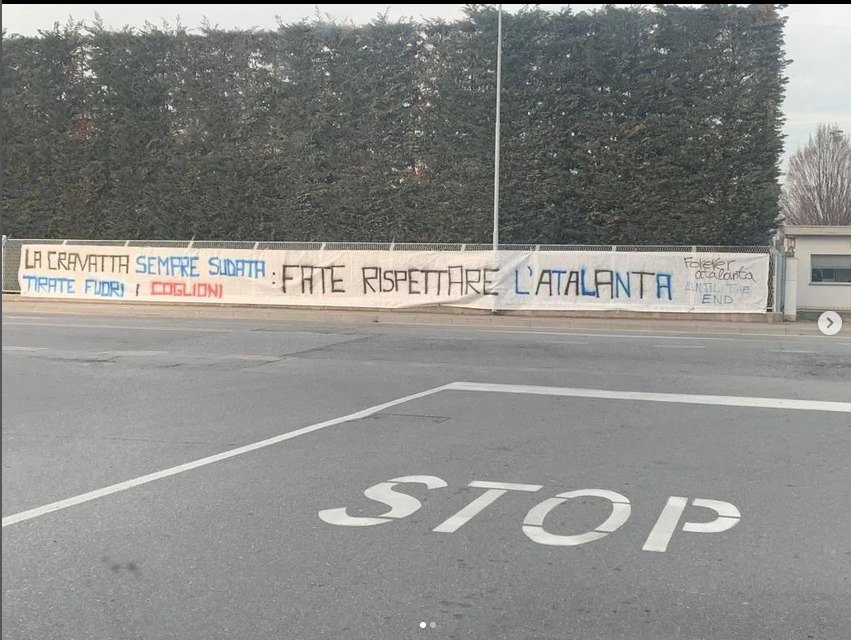 LA CRAVATTA SEMPRE SUDATA : FATE RISPETTARE L'ATALANTA
TIRATE FUORI I COGLIONI
Forever
atalanta
UNTIL THE
END
STOP